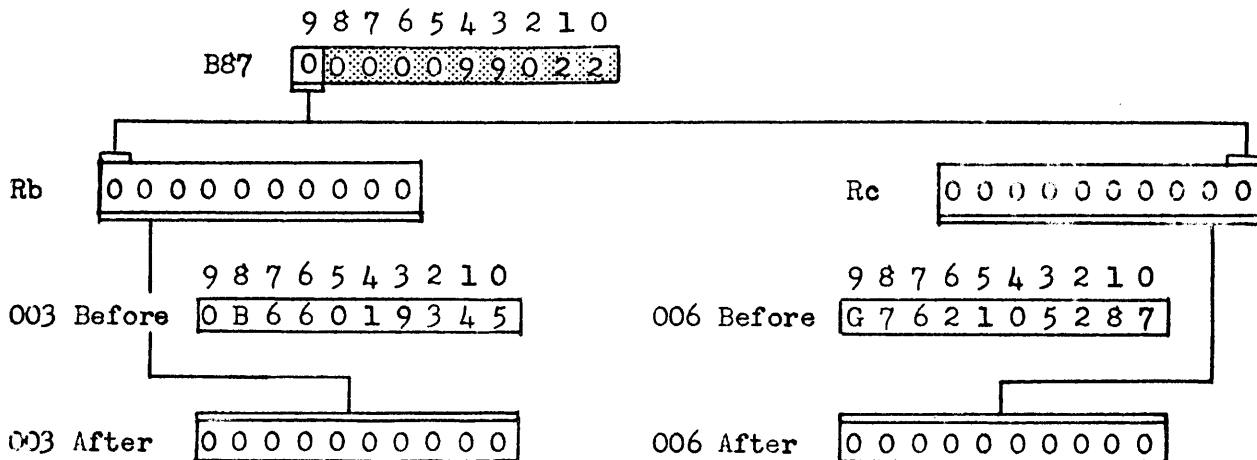 9 8 7 6 5 4 3 2 1 0
B87 0 0 0 0 0 9 9 0 2 2
Rb 0 0 0 0 0 0 0 0 0 0 Rc 0 0 0 0 0 0 0 0 0 0
9 8 7 6 5 4 3 2 1 0 9 8 7 6 5 4 3 2 1 0
003 Before 0 B 6 6 0 1 9 3 4 5 006 Before G 7 6 2 1 0 5 2 8 7
003 After 0 0 0 0 0 0 0 0 0 0 006 After 0 0 0 0 0 0 0 0 0 0